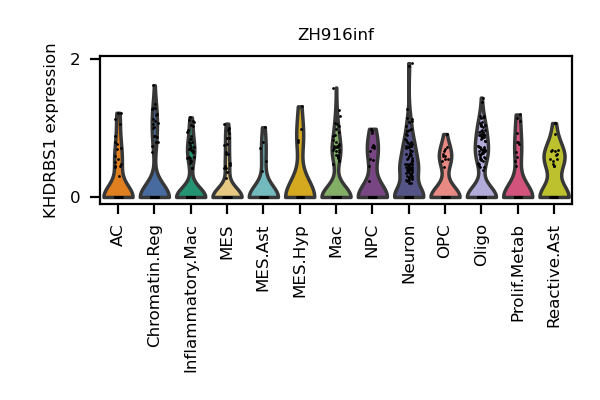 ZH916inf
KHDRBS1 expression
2
0
AC
Chromatin.Reg
Inflammatory.Mac
MES
MES.Ast
MES.Hyp
Mac
NPC
Neuron
OPC
Oligo
Prolif.Metab
Reactive.Ast